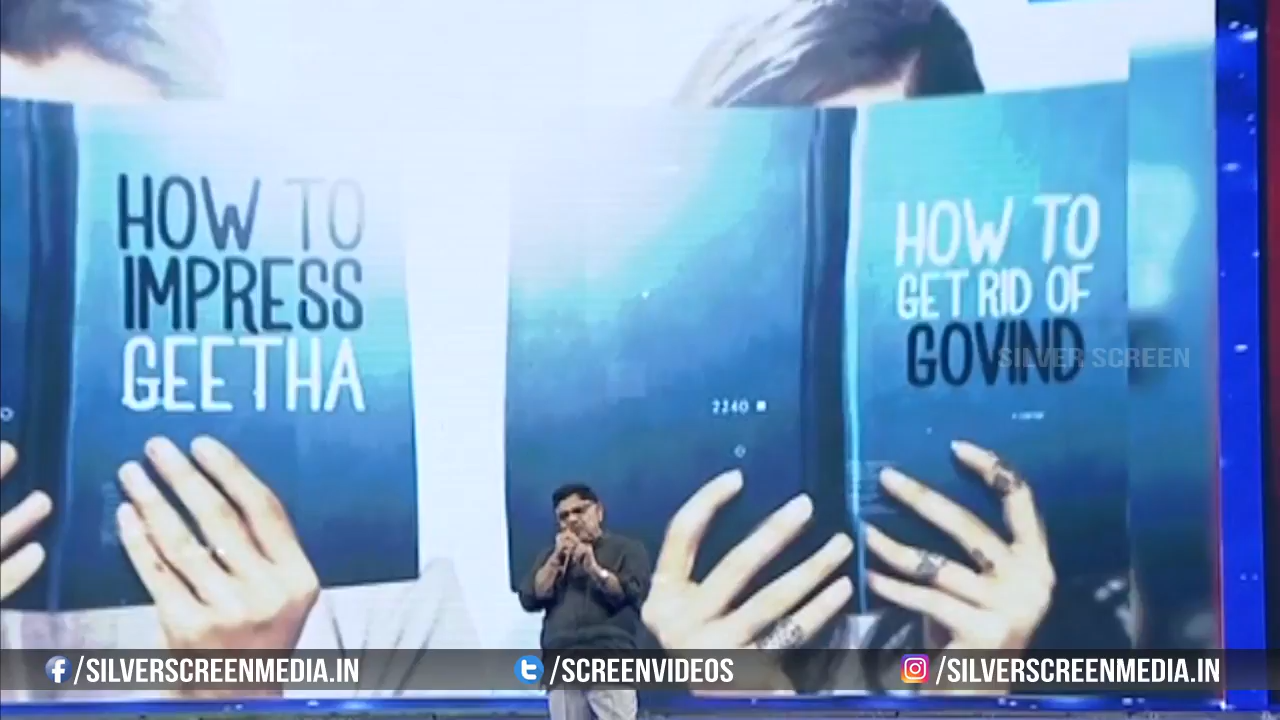 HOW TO
IMPRESS
GEETHA
HOW TO
GET RID OF
GOVIND
SILVER SCREEN
2240
/SILVERSCREENMEDIA.IN
/SCREENVIDEOS
/SILVERSCREENMEDIA.IN